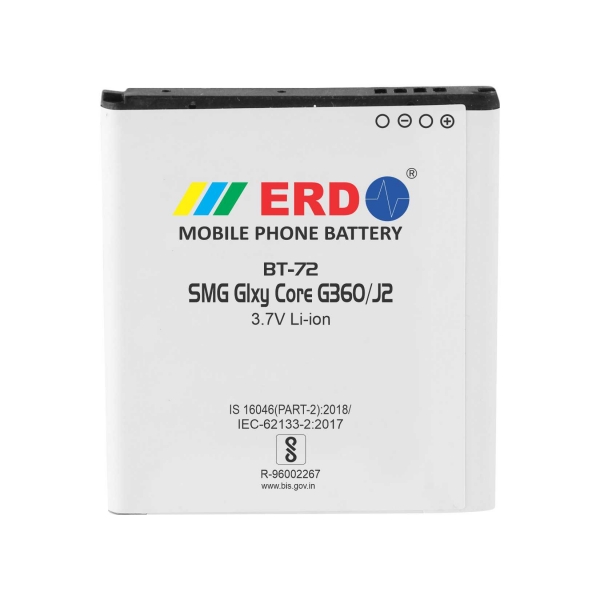 ERD ®
MOBILE PHONE BATTERY
BT-72
SMG Glxy Core G360/J2
3.7V Li-ion
IS 16046(PART-2):2018/
IEC-62133-2:2017
R-96002267
www.bis.gov.in